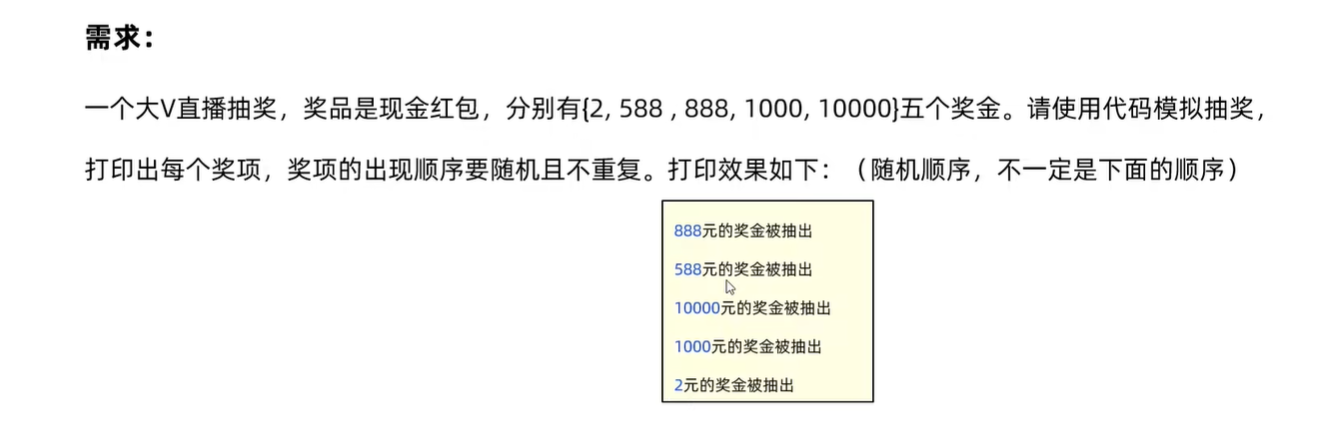 需求：
一个大V直播抽奖，奖品是现金红包，分别有{2, 588 , 888, 1000, 10000}五个奖金。请使用代码模拟抽奖，
打印出每个奖项，奖项的出现顺序要随机且不重复。打印效果如下：（随机顺序，不一定是下面的顺序）
888元的奖金被抽出
588元的奖金被抽出
10000元的奖金被抽出
1000元的奖金被抽出
2元的奖金被抽出